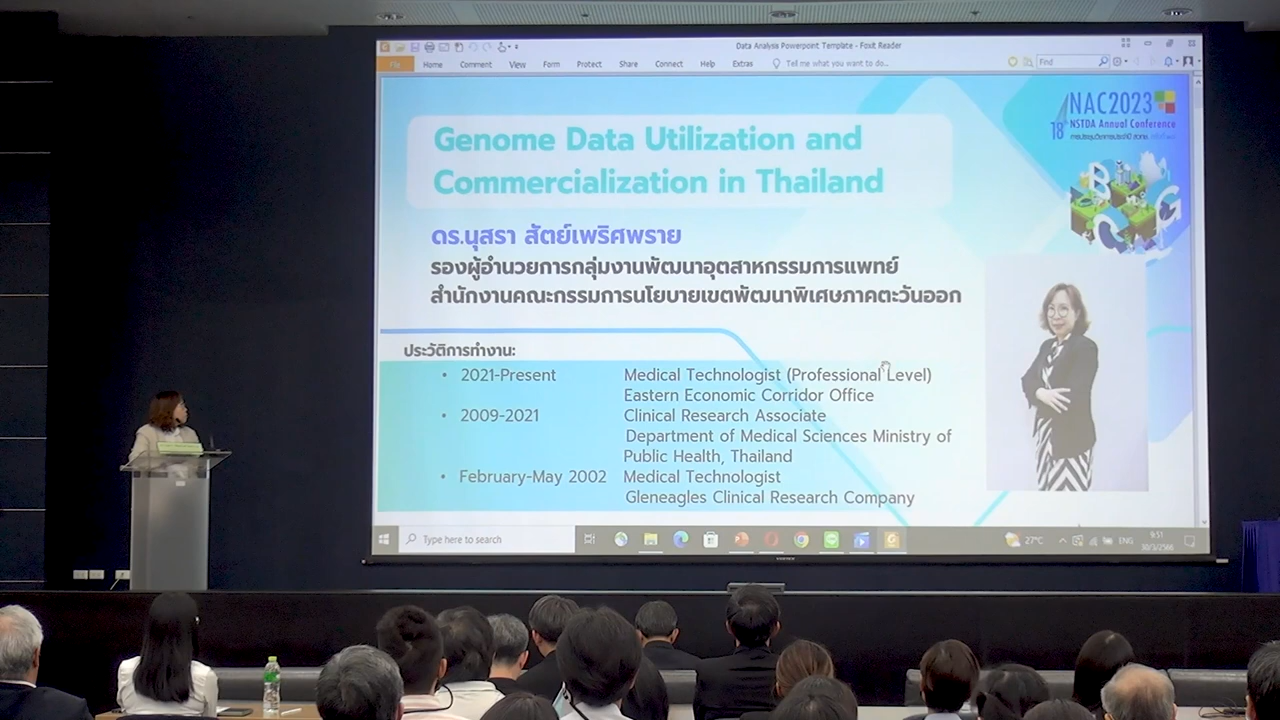 Data Analysis Powerpoint Template - Foxit Reader
File Home Comment View Form Protect Share Connect Help Extras Tell me what you want to do... Find
NAC2023
18
NSTDA Annual Conference
Genome Data Utilization and
Commercialization in Thailand
BCG
ดร.นุสรา สัตย์เพริศพราย
รองผู้อำนวยการกลุ่มงานพัฒนาอุตสาหกรรมการแพทย์
สำนักงานคณะกรรมการนโยบายเขตพัฒนาพิเศษภาคตะวันออก
ประวัติการทำงาน:
• 2021-Present Medical Technologist (Professional Level)
Eastern Economic Corridor Office
• 2009-2021 Clinical Research Associate
Department of Medical Sciences Ministry of
Public Health, Thailand
• February-May 2002 Medical Technologist
Gleneagles Clinical Research Company
Type here to search 27°C ENG 9:51
30/3/2566